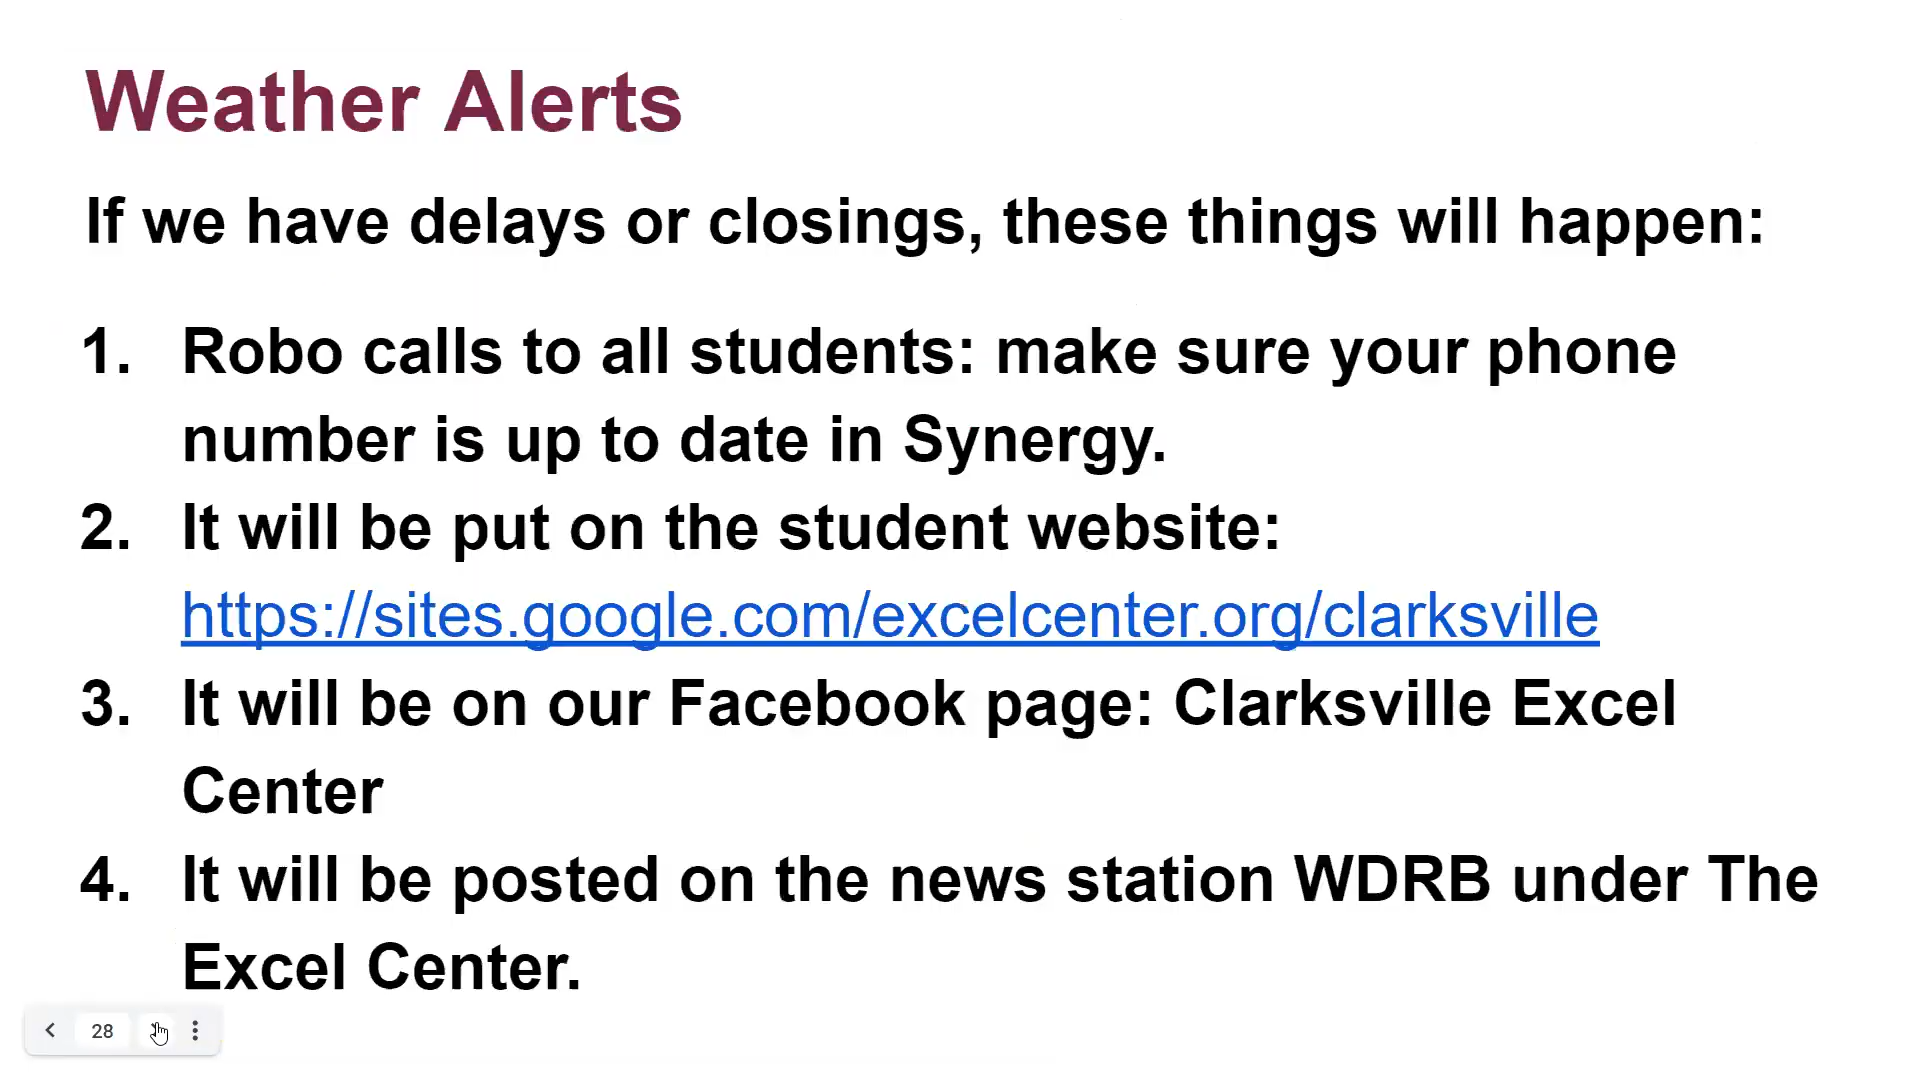 Weather Alerts
If we have delays or closings, these things will happen:
1. Robo calls to all students: make sure your phone
number is up to date in Synergy.
2. It will be put on the student website:
https://sites.google.com/excelcenter.org/clarksville
3. It will be on our Facebook page: Clarksville Excel
Center
4. It will be posted on the news station WDRB under The
Excel Center.
28